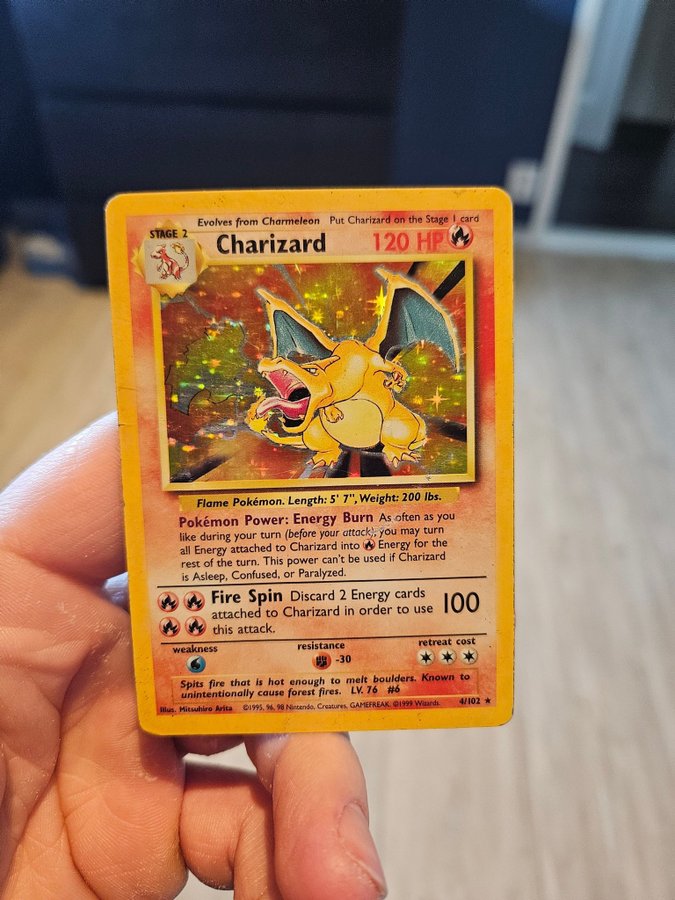 Evolves from Charmeleon Put Charizard on the Stage 1 card
STAGE 2
Charizard 120 HP
Flame Pokémon. Length: 5' 7", Weight: 200 lbs.
Pokémon Power: Energy Burn As often as you
like during your turn (before your attack), you may turn
all Energy attached to Charizard into Energy for the
rest of the turn. This power can't be used if Charizard
is Asleep, Confused, or Paralyzed.
Fire Spin Discard 2 Energy cards
attached to Charizard in order to use 100
this attack.
weakness resistance retreat cost
-30
Spits fire that is hot enough to melt boulders. Known to
unintentionally cause forest fires. LV. 76 #6
Illus. Mitsuhiro Arita ©1995, 96, 98 Nintendo, Creatures, GAMEFREAK. ©1999 Wizards. 4/102 ★